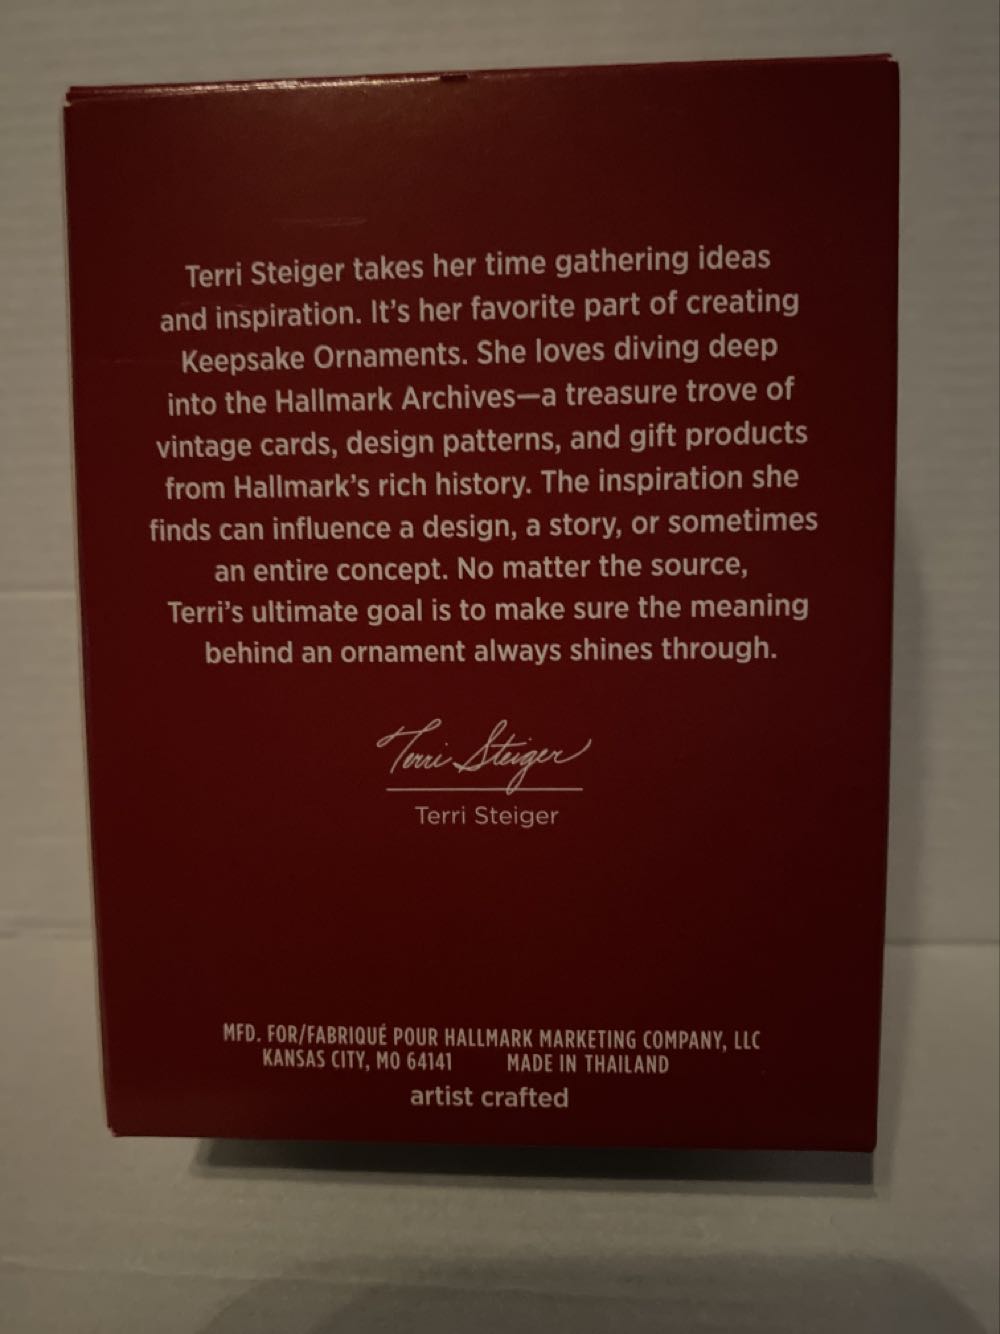 Terri Steiger takes her time gathering ideas
and inspiration. It's her favorite part of creating
Keepsake Ornaments. She loves diving deep
into the Hallmark Archives—a treasure trove of
vintage cards, design patterns, and gift products
from Hallmark's rich history. The inspiration she
finds can influence a design, a story, or sometimes
an entire concept. No matter the source,
Terri's ultimate goal is to make sure the meaning
behind an ornament always shines through.
Terri Steiger
Terri Steiger
MFD. FOR/FABRIQUÉ POUR HALLMARK MARKETING COMPANY, LLC
KANSAS CITY, MO 64141 MADE IN THAILAND
artist crafted